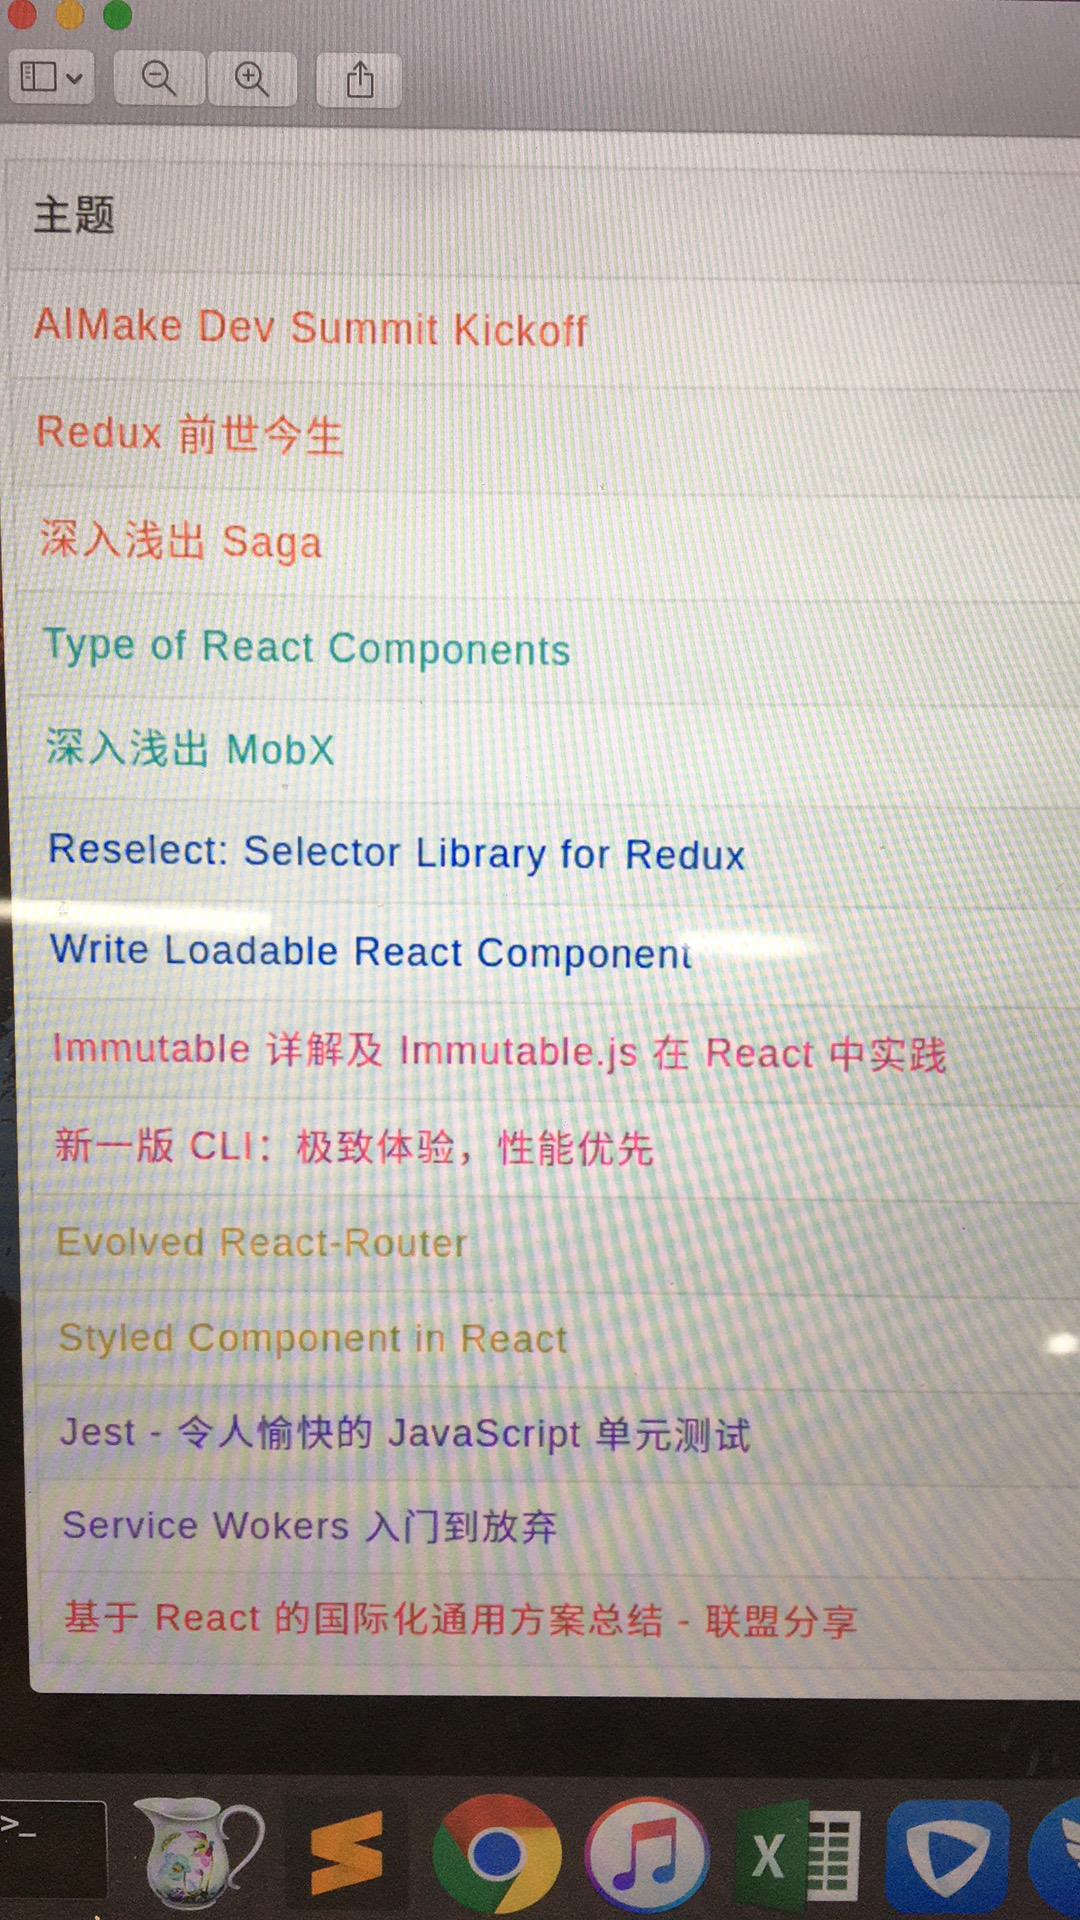 主题
AIMake Dev Summit Kickoff
Redux 前世今生
深入浅出 Saga
Type of React Components
深入浅出 MobX
Reselect: Selector Library for Redux
Write Loadable React Component
Immutable 详解及 Immutable.js 在 React 中实践
新一版 CLI：极致体验，性能优先
Evolved React-Router
Styled Component in React
Jest - 令人愉快的 JavaScript 单元测试
Service Wokers 入门到放弃
基于 React 的国际化通用方案总结 - 联盟分享
>_
X